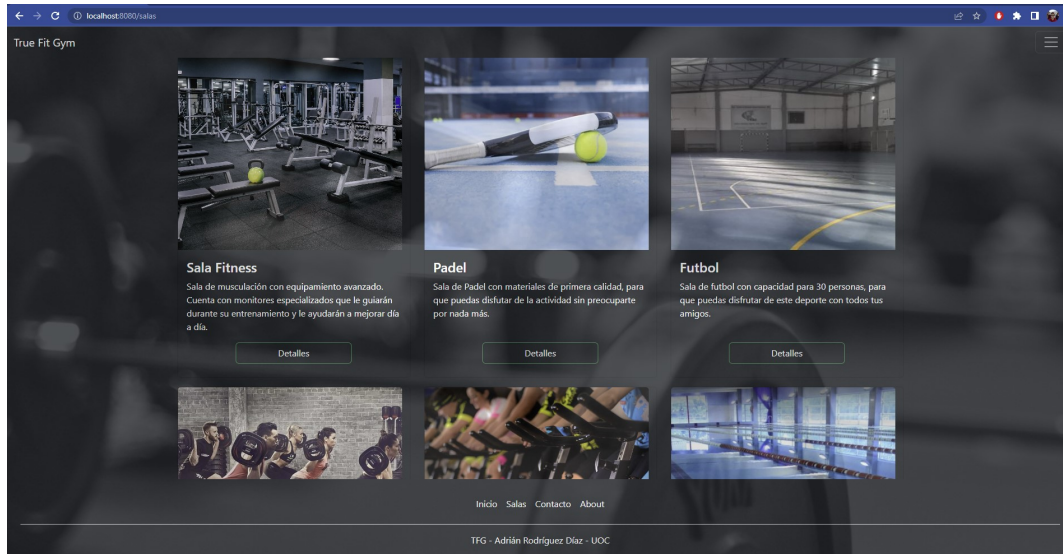 localhost:8080/salas
True Fit Gym
Sala Fitness
Sala de musculación con equipamiento avanzado.
Cuenta con monitores especializados que le guiarán
durante su entrenamiento y le ayudarán a mejorar día
a día.
Detalles
Padel
Sala de Padel con materiales de primera calidad, para
que puedas disfutar de la actividad sin preocuparte
por nada más.
Detalles
Futbol
Sala de futbol con capacidad para 30 personas, para
que puedas disfrutar de este deporte con todos tus
amigos.
Detalles
Inicio Salas Contacto About
TFG - Adrián Rodríguez Díaz - UOC